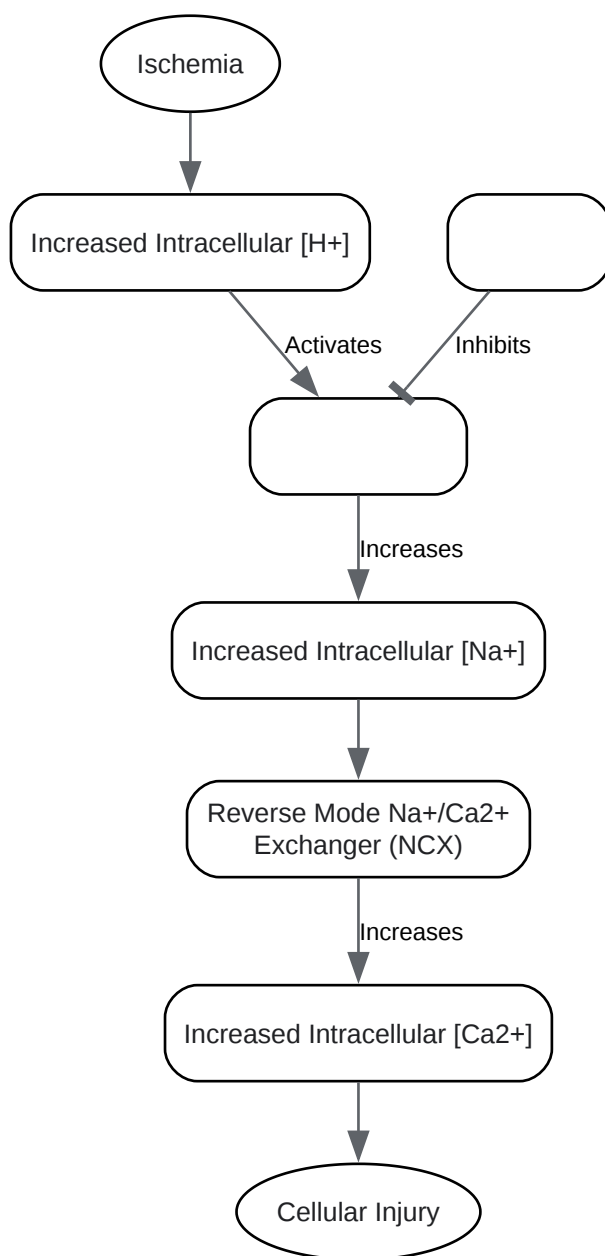 Ischemia
Increased Intracellular [H+]
Activates
Inhibits
Increases
Increased Intracellular [Na+]
Reverse Mode Na+/Ca2+
Exchanger (NCX)
Increases
Increased Intracellular [Ca2+]
Cellular Injury